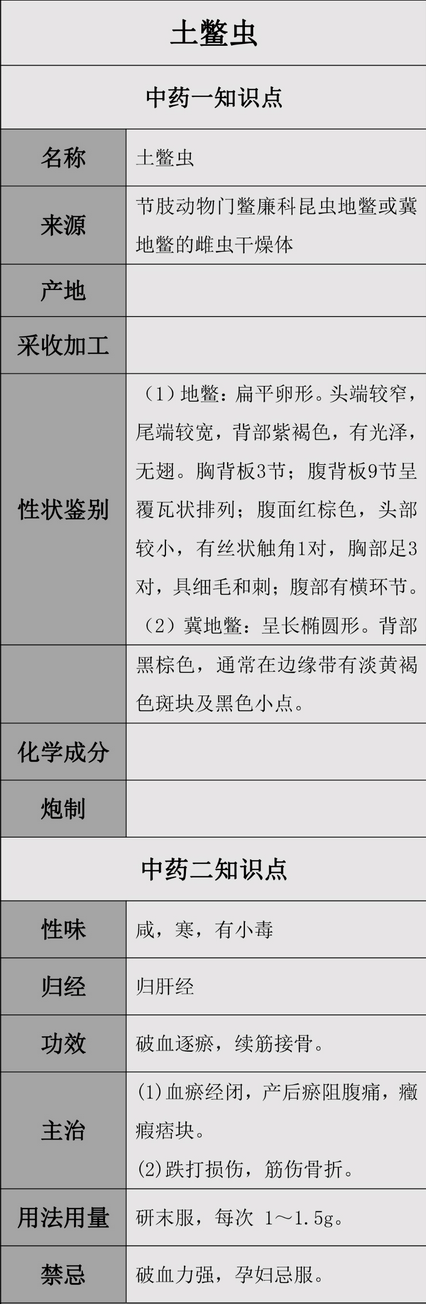 土鳖虫
中药一知识点
名称
土鳖虫
来源
节肢动物门鳖廉科昆虫地鳖或冀
地鳖的雌虫干燥体
产地
采收加工
性状鉴别
（1）地鳖：扁平卵形。头端较窄，
尾端较宽，背部紫褐色，有光泽，
无翅。胸背板3节；腹背板9节呈
覆瓦状排列；腹面红棕色，头部
较小，有丝状触角1对，胸部足3
对，具细毛和刺；腹部有横环节。
（2）冀地鳖：呈长椭圆形。背部
黑棕色，通常在边缘带有淡黄褐
色斑块及黑色小点。
化学成分
炮制
中药二知识点
性味
咸，寒，有小毒
归经
归肝经
功效
破血逐瘀，续筋接骨。
主治
(1)血瘀经闭，产后瘀阻腹痛，癥
瘕痞块。
(2)跌打损伤，筋伤骨折。
用法用量
研末服，每次 1～1.5g。
禁忌
破血力强，孕妇忌服。